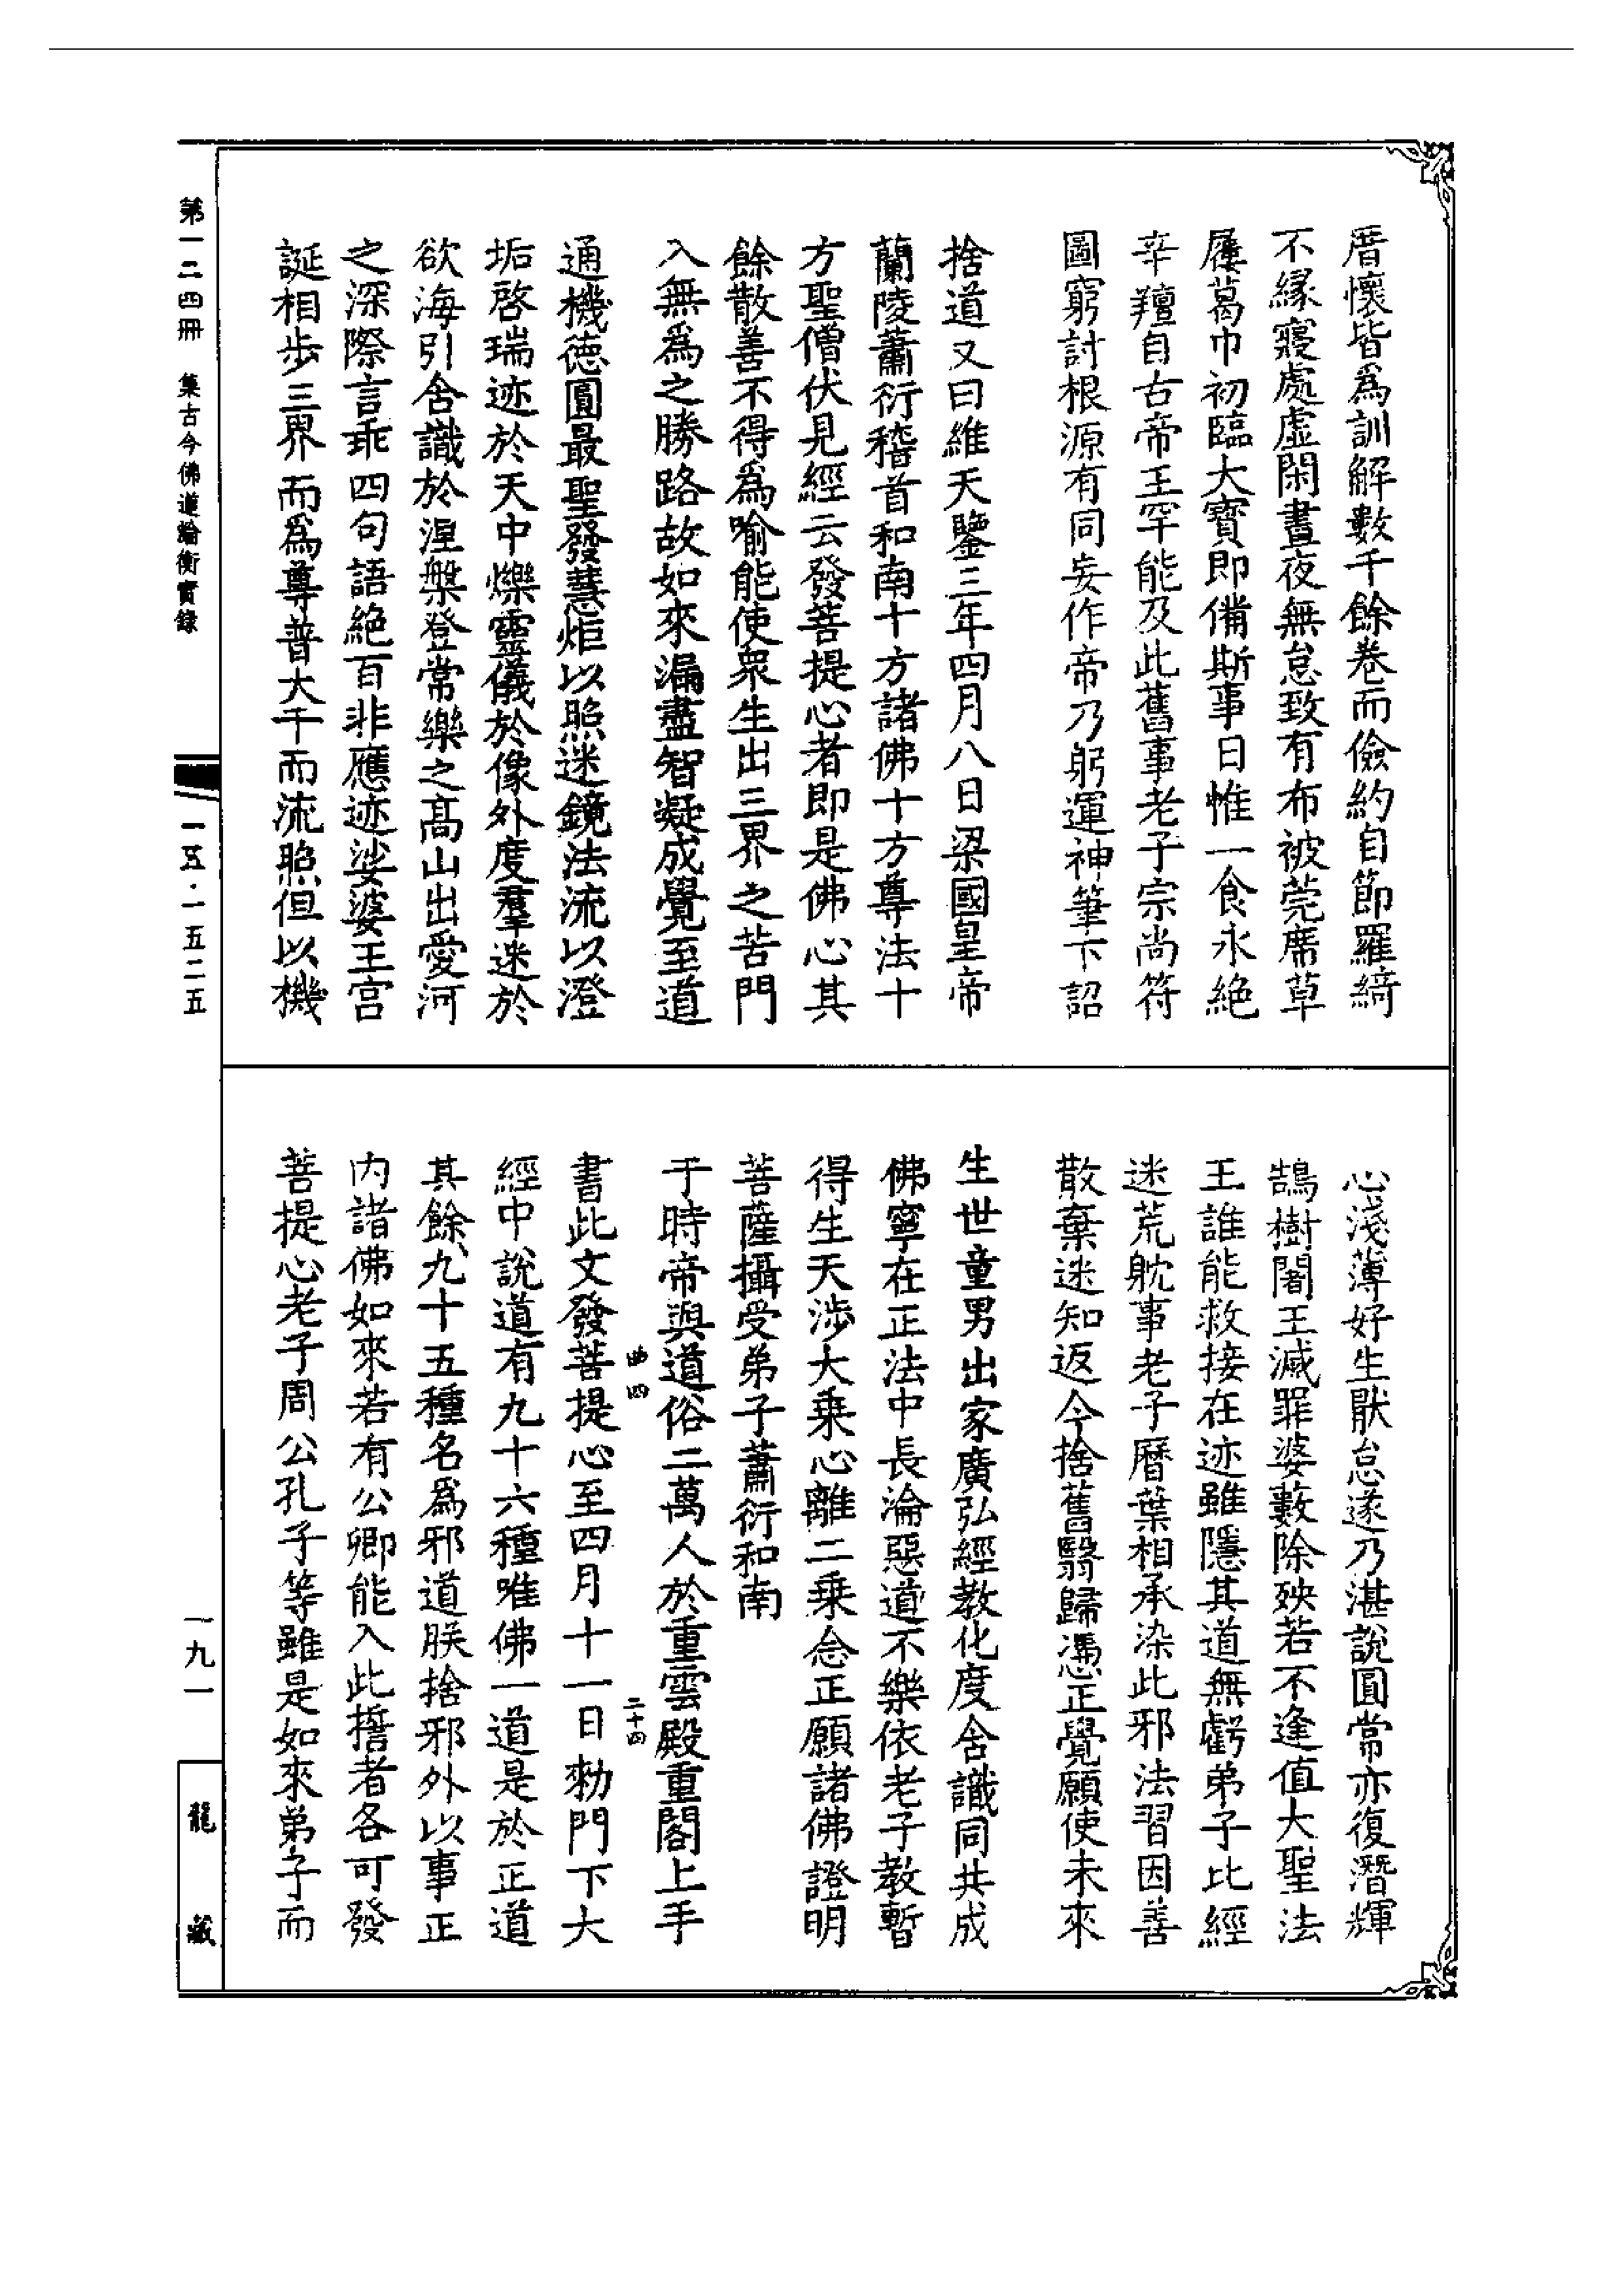 厝懷皆爲訓解數千餘卷而儉約自節羅綺
不緣寢處虛閑晝夜無怠致有布被莞席草
屨葛巾初臨大寶即備斯事日惟一食永絕
辛羶自古帝王罕能及此舊事老子宗尚符
圖窮討根源有同妄作帝乃躬運神筆下詔
捨道又曰維天鑒三年四月八日梁國皇帝
蘭陵蕭衍稽首和南十方諸佛十方尊法十
方聖僧伏見經云發菩提心者即是佛心其
餘散善不得爲喻能使衆生出三界之苦門
入無爲之勝路故如來漏盡智凝成覺至道
通機德圓最聖發慧炬以照迷鏡法流以澄
垢啓瑞迹於天中爍靈儀於像外度羣迷於
欲海引含識於涅槃登常樂之高山出愛河
之深際言乖四句語絕百非應迹娑婆王宮
誕相步三界而爲尊普大千而流照但以機
心淺薄好生猒怠遂乃湛說圓常亦復潛輝
鵠樹闍王滅罪婆藪除殃若不逢值大聖法
王誰能救接在迹雖隱其道無虧弟子比經
迷荒躭事老子曆葉相承染此邪法習因善
散棄迷知返今捨舊翳歸憑正覺願使未來
生世童男出家廣弘經教化度含識同共成
佛寧在正法中長淪惡道不樂依老子教暫
得生天涉大乗心離二乗念正願諸佛證明
菩薩攝受弟子蕭衍和南
于時帝與道俗二萬人於重雲殿重閣上手
曲四
二十四
書此文發菩提心至四月十一日勑門下大
經中說道有九十六種唯佛一道是於正道
其餘九十五種名爲邪道朕捨邪外以事正
內諸佛如來若有公卿能入此誓者各可發
菩提心老子周公孔子等雖是如來弟子而
第一二四冊 集古今佛道論衡實錄
一五·一五二五
一九一
龍藏